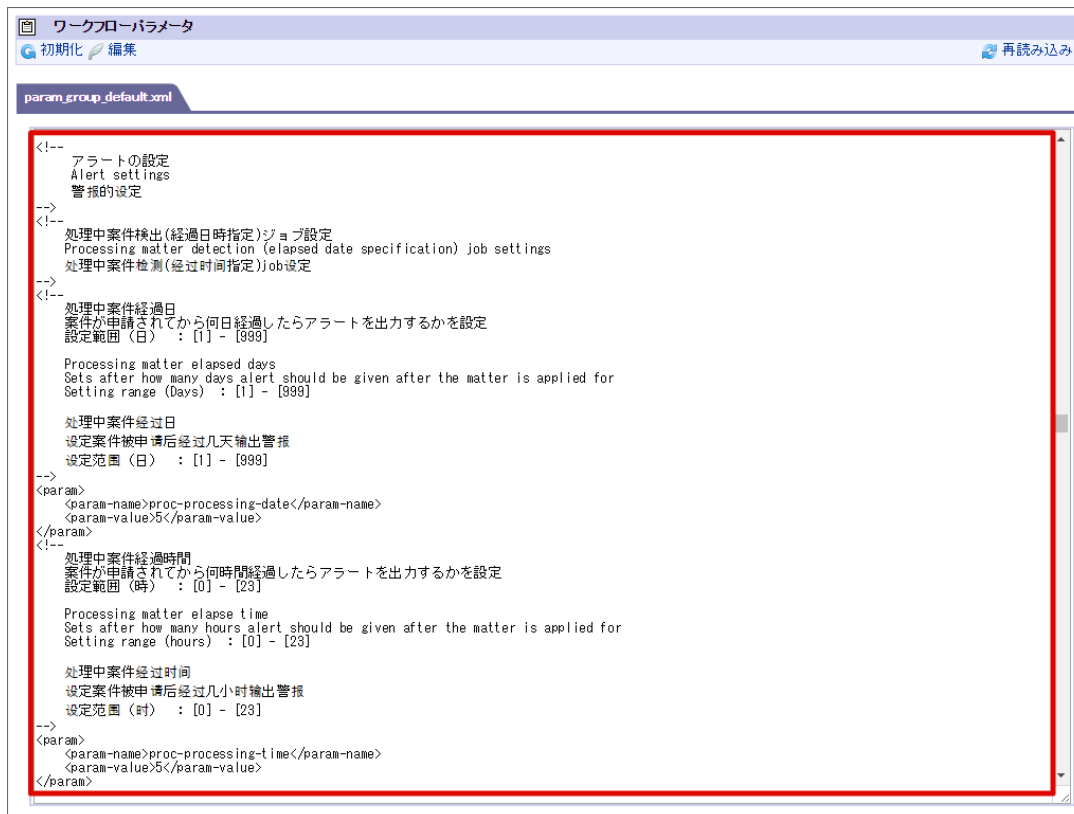 ワークフローパラメータ
初期化 編集 再読み込み
param_group_default.xml
<!--
アラートの設定
Alert settings
警报的设定
-->
<!--
処理中案件検出(経過日時指定)ジョブ設定
Processing matter detection (elapsed date specification) job settings
处理中案件检测(经过时间指定)job设定
-->
<!--
処理中案件経過日
案件が申請されてから何日経過したらアラートを出力するかを設定
設定範囲（日） : [1] - [999]
Processing matter elapsed days
Sets after how many days alert should be given after the matter is applied for
Setting range (Days) : [1] - [999]
处理中案件经过日
设定案件被申请后经过几天输出警报
设定范围（日） : [1] - [999]
-->
<param>
<param-name>proc-processing-date</param-name>
<param-value>5</param-value>
</param>
<!--
処理中案件経過時間
案件が申請されてから何時間経過したらアラートを出力するかを設定
設定範囲（時） : [0] - [23]
Processing matter elapse time
Sets after how many hours alert should be given after the matter is applied for
Setting range (hours) : [0] - [23]
处理中案件经过时间
设定案件被申请后经过几小时输出警报
设定范围（时） : [0] - [23]
-->
<param>
<param-name>proc-processing-time</param-name>
<param-value>5</param-value>
</param>